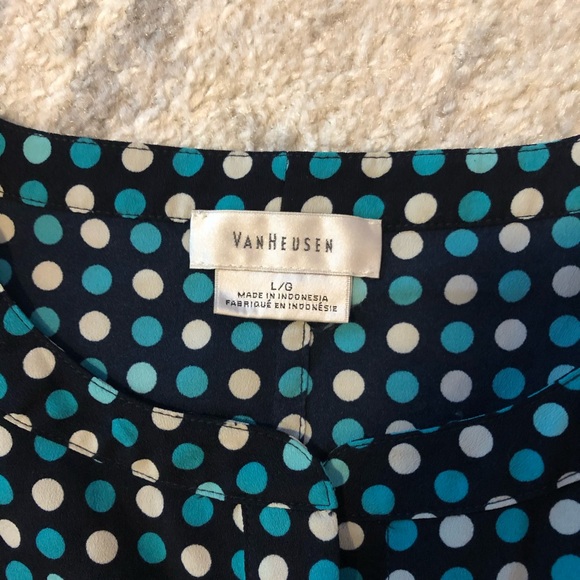 VANHEUSEN
L/G
MADE IN INDONESIA
FABRIQUÉ EN INDONÉSIE